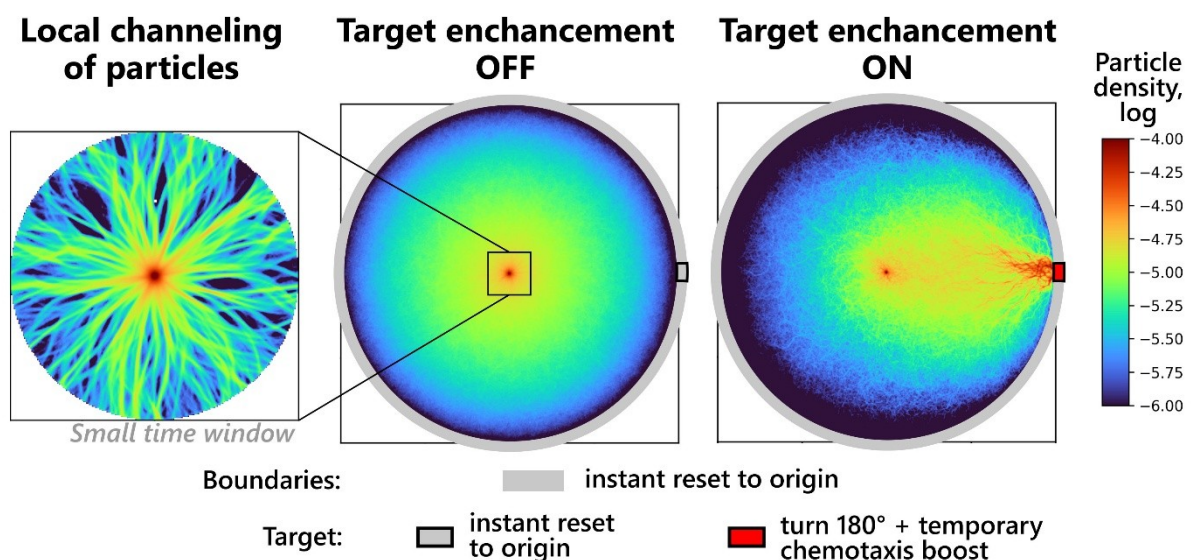 Local channeling
of particles
Target enchancement
OFF
Target enchancement
ON
Particle
density,
log
−4.00
−4.25
−4.50
−4.75
−5.00
−5.25
−5.50
−5.75
−6.00
Small time window
Boundaries:
instant reset to origin
Target:
instant reset
to origin
turn 180° + temporary
chemotaxis boost